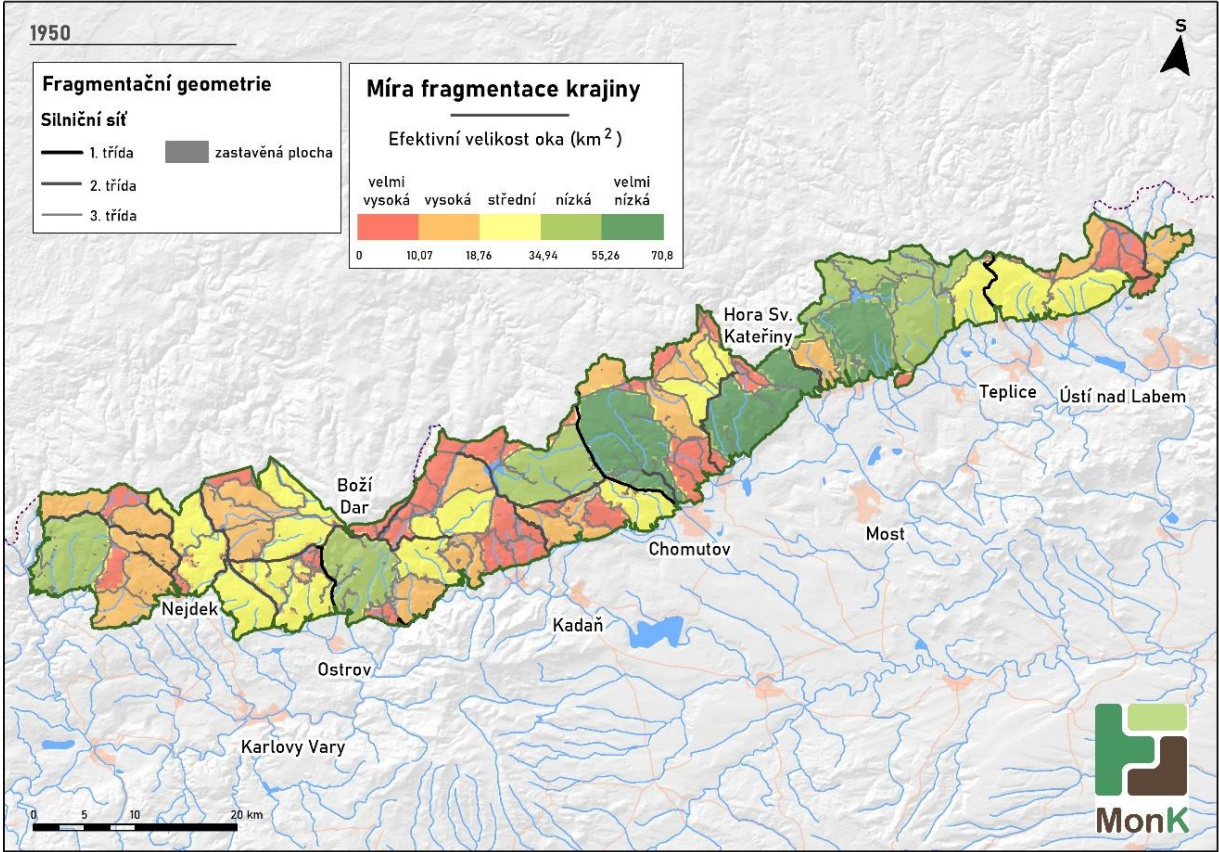 1950
S
Fragmentační geometrie
Silniční síť
1. třída
zastavěná plocha
2. třída
3. třída
Míra fragmentace krajiny
Efektivní velikost oka (km²)
velmi vysoká
vysoká
střední
nízká
velmi nízká
0 10,07 18,76 34,94 55,26 70,8
Hora Sv.
Kateřiny
Teplice
Ústí nad Labem
Boží
Dar
Most
Chomutov
Nejdek
Kadaň
Ostrov
Karlovy Vary
0 5 10 20 km
MonK